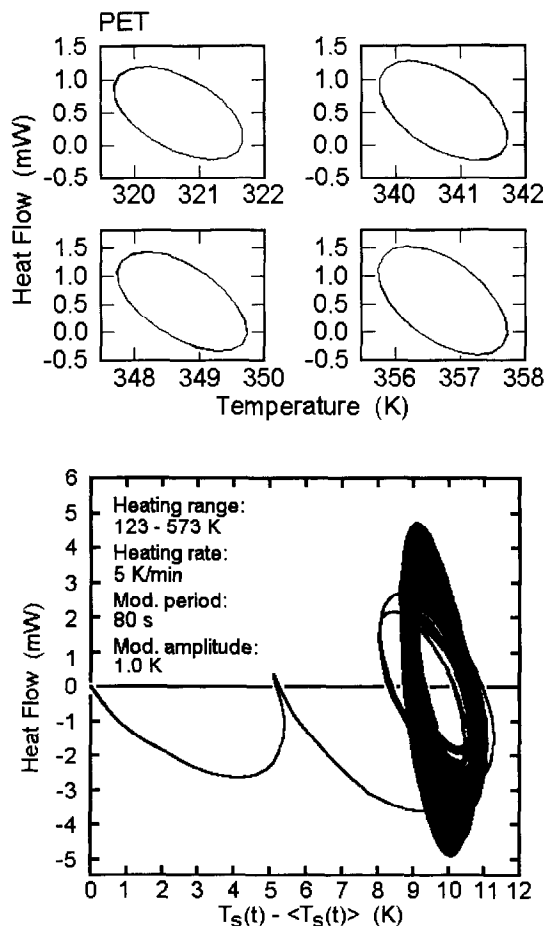 PET
Heat Flow (mW)
1.5
1.0
0.5
0.0
-0.5
320 321 322
1.5
1.0
0.5
0.0
-0.5
340 341 342
1.5
1.0
0.5
0.0
-0.5
348 349 350
1.5
1.0
0.5
0.0
-0.5
356 357 358
Temperature (K)
Heat Flow (mW)
6
5
4
3
2
1
0
-1
-2
-3
-4
-5
Heating range:
123 - 573 K
Heating rate:
5 K/min
Mod. period:
80 s
Mod. amplitude:
1.0 K
0 1 2 3 4 5 6 7 8 9 10 11 12
Ts(t) - <Ts(t)> (K)